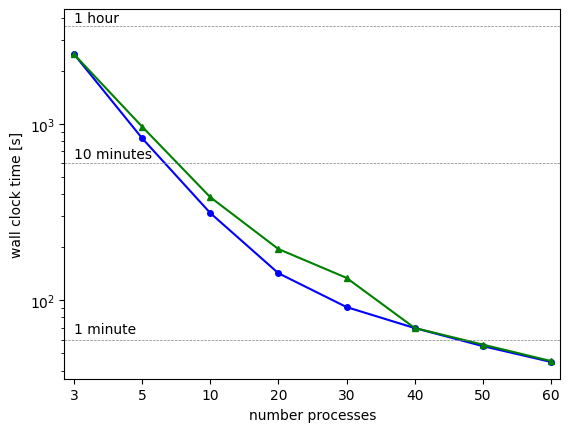 1 hour
10³
10 minutes
10²
1 minute
wall clock time [s]
3 5 10 20 30 40 50 60
number processes